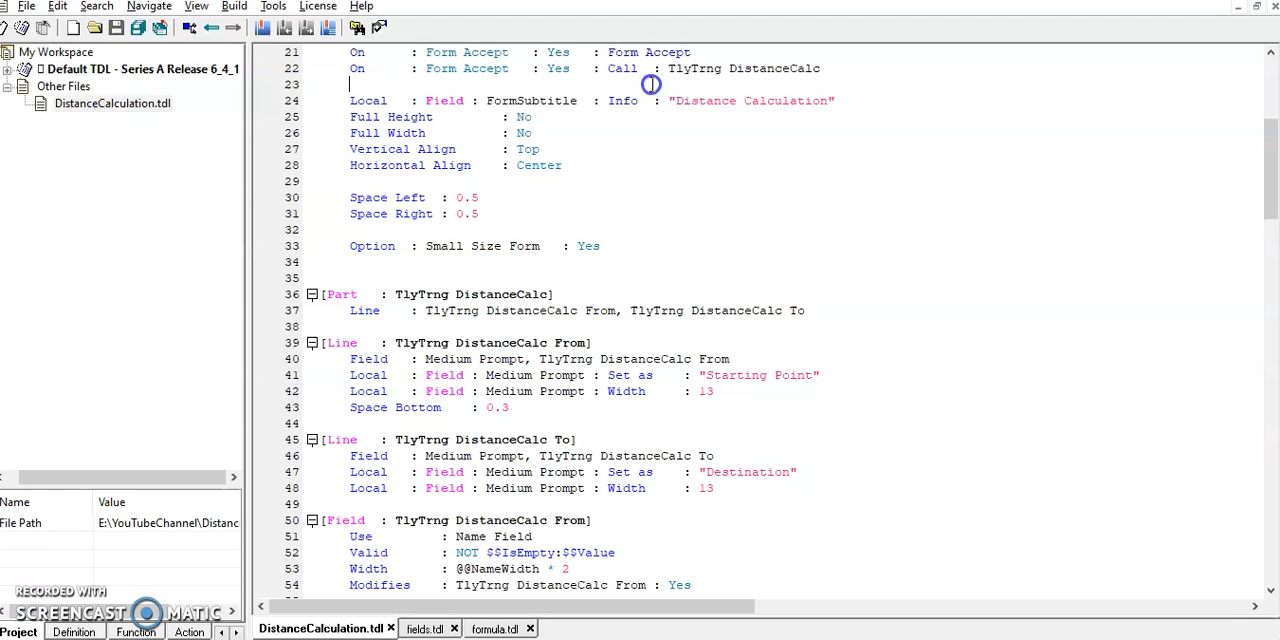 File Edit Search Navigate View Build Tools License Help
My Workspace
Default TDL - Series A Release 6_4_1
Other Files
DistanceCalculation.tdl
Name Value
File Path E:\YouTubeChannel\Distanc
Project Definition Function Action
21 On : Form Accept : Yes : Form Accept
22 On : Form Accept : Yes : Call : TlyTrng DistanceCalc
23
24 Local : Field : FormSubtitle : Info : "Distance Calculation"
25 Full Height : No
26 Full Width : No
27 Vertical Align : Top
28 Horizontal Align : Center
29
30 Space Left : 0.5
31 Space Right : 0.5
32
33 Option : Small Size Form : Yes
34
35
36 [Part : TlyTrng DistanceCalc]
37 Line : TlyTrng DistanceCalc From, TlyTrng DistanceCalc To
38
39 [Line : TlyTrng DistanceCalc From]
40 Field : Medium Prompt, TlyTrng DistanceCalc From
41 Local : Field : Medium Prompt : Set as : "Starting Point"
42 Local : Field : Medium Prompt : Width : 13
43 Space Bottom : 0.3
44
45 [Line : TlyTrng DistanceCalc To]
46 Field : Medium Prompt, TlyTrng DistanceCalc To
47 Local : Field : Medium Prompt : Set as : "Destination"
48 Local : Field : Medium Prompt : Width : 13
49
50 [Field : TlyTrng DistanceCalc From]
51 Use : Name Field
52 Valid : NOT $$IsEmpty:$$Value
53 Width : @@NameWidth * 2
54 Modifies : TlyTrng DistanceCalc From : Yes
DistanceCalculation.tdl fields.tdl formula.tdl
RECORDED WITH
SCREENCAST MATIC